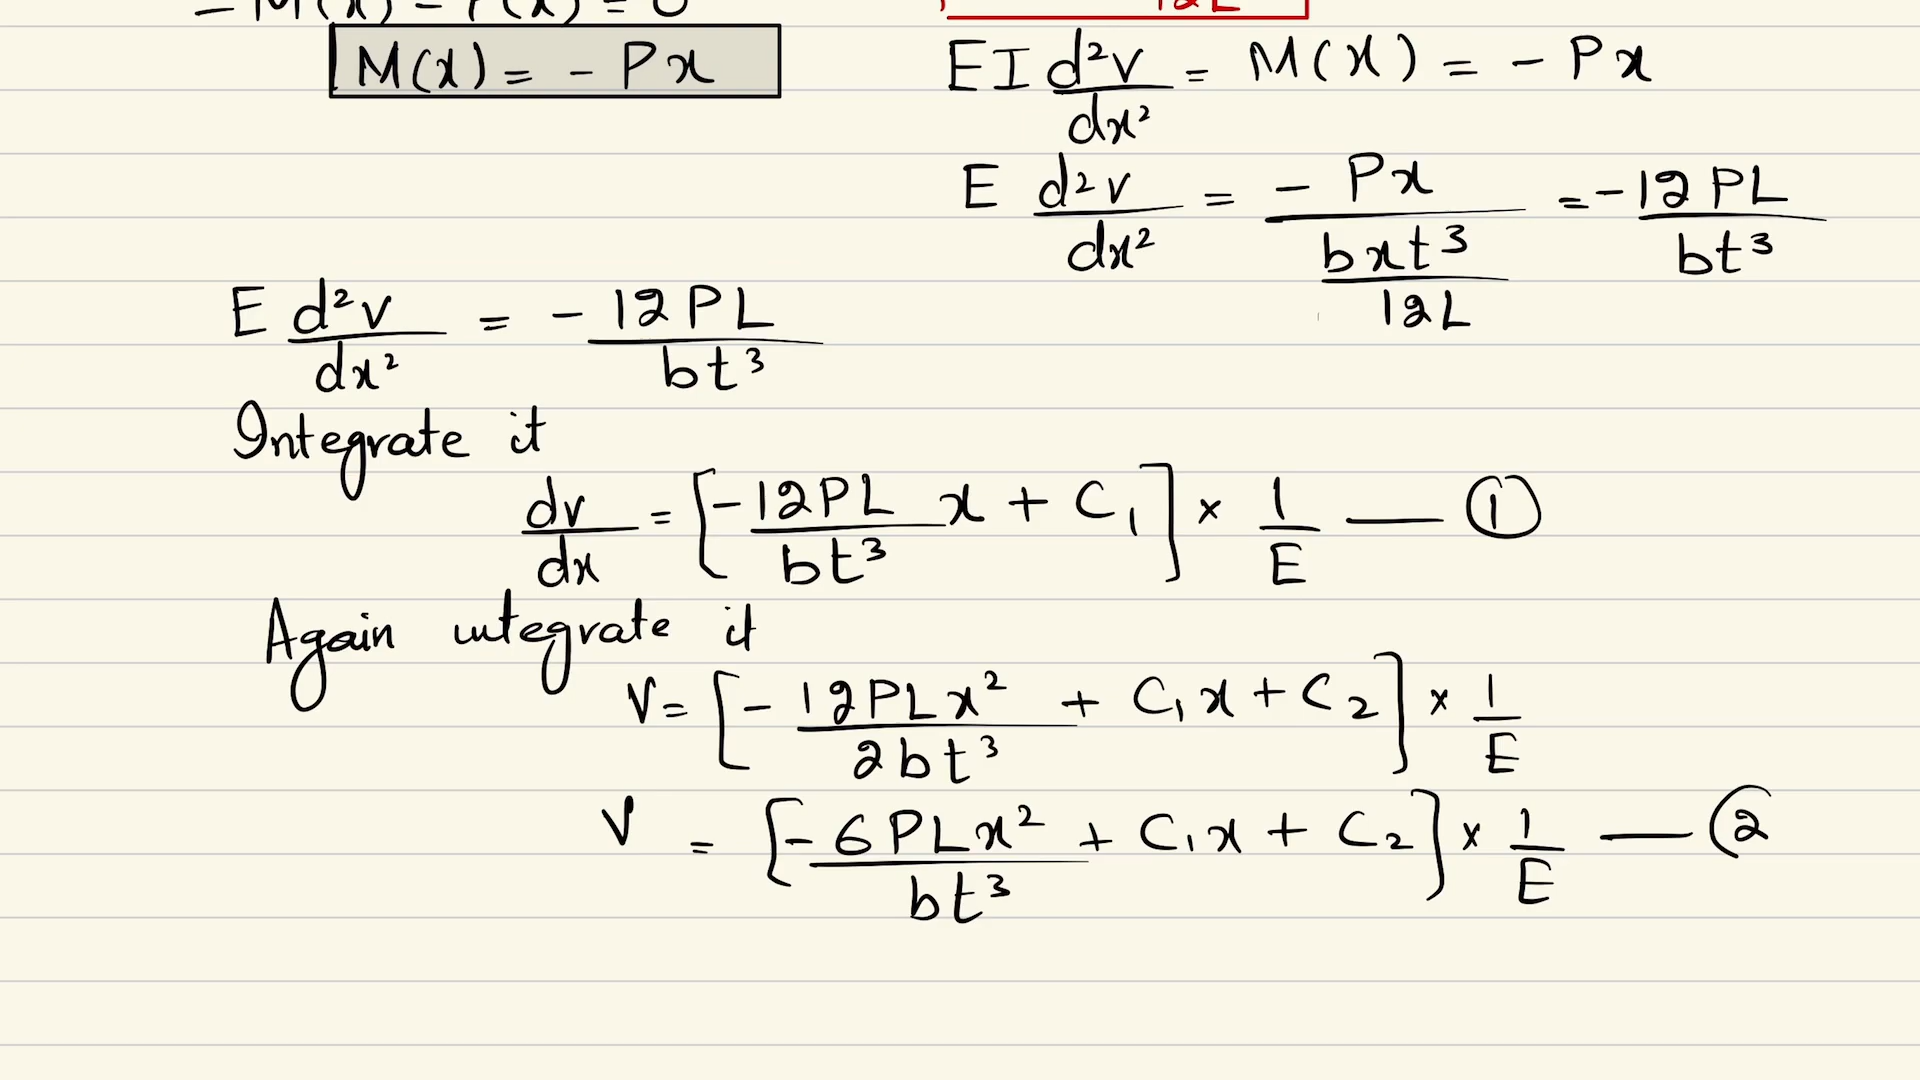 − M(x) − P(x) = 0
12L
M(x) = − Px
EI d²v/dx² = M(x) = − Px
E d²v/dx² = − Px / (bxt³/12L) = −12PL/bt³
E d²v/dx² = − 12PL/bt³
Integrate it
dv/dx = [−12PL/bt³ x + C₁] × 1/E — ①
Again integrate it
V = [− 12PLx²/2bt³ + C₁x + C₂] × 1/E
V = [− 6PLx²/bt³ + C₁x + C₂] × 1/E — ②